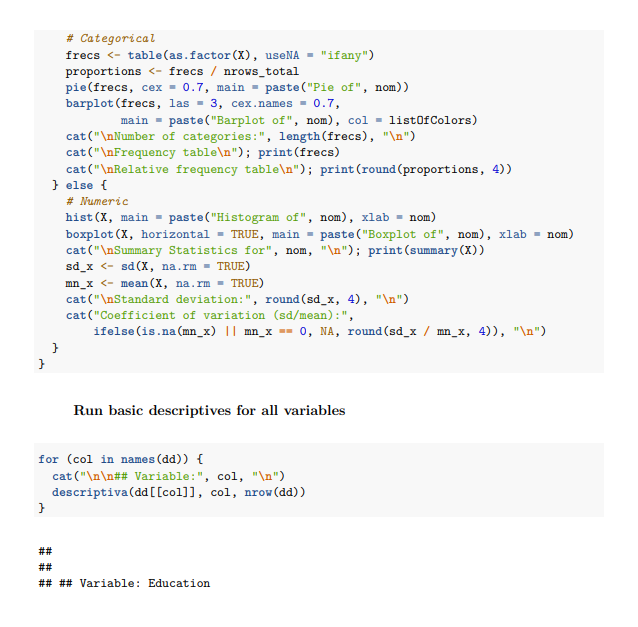 # Categorical
frecs <- table(as.factor(X), useNA = "ifany")
proportions <- frecs / nrows_total
pie(frecs, cex = 0.7, main = paste("Pie of", nom))
barplot(frecs, las = 3, cex.names = 0.7,
main = paste("Barplot of", nom), col = listOfColors)
cat("\nNumber of categories:", length(frecs), "\n")
cat("\nFrequency table\n"); print(frecs)
cat("\nRelative frequency table\n"); print(round(proportions, 4))
} else {
# Numeric
hist(X, main = paste("Histogram of", nom), xlab = nom)
boxplot(X, horizontal = TRUE, main = paste("Boxplot of", nom), xlab = nom)
cat("\nSummary Statistics for", nom, "\n"); print(summary(X))
sd_x <- sd(X, na.rm = TRUE)
mn_x <- mean(X, na.rm = TRUE)
cat("\nStandard deviation:", round(sd_x, 4), "\n")
cat("Coefficient of variation (sd/mean):",
ifelse(is.na(mn_x) || mn_x == 0, NA, round(sd_x / mn_x, 4)), "\n")
}
}
Run basic descriptives for all variables
for (col in names(dd)) {
cat("\n\n## Variable:", col, "\n")
descriptiva(dd[[col]], col, nrow(dd))
}
##
##
## ## Variable: Education